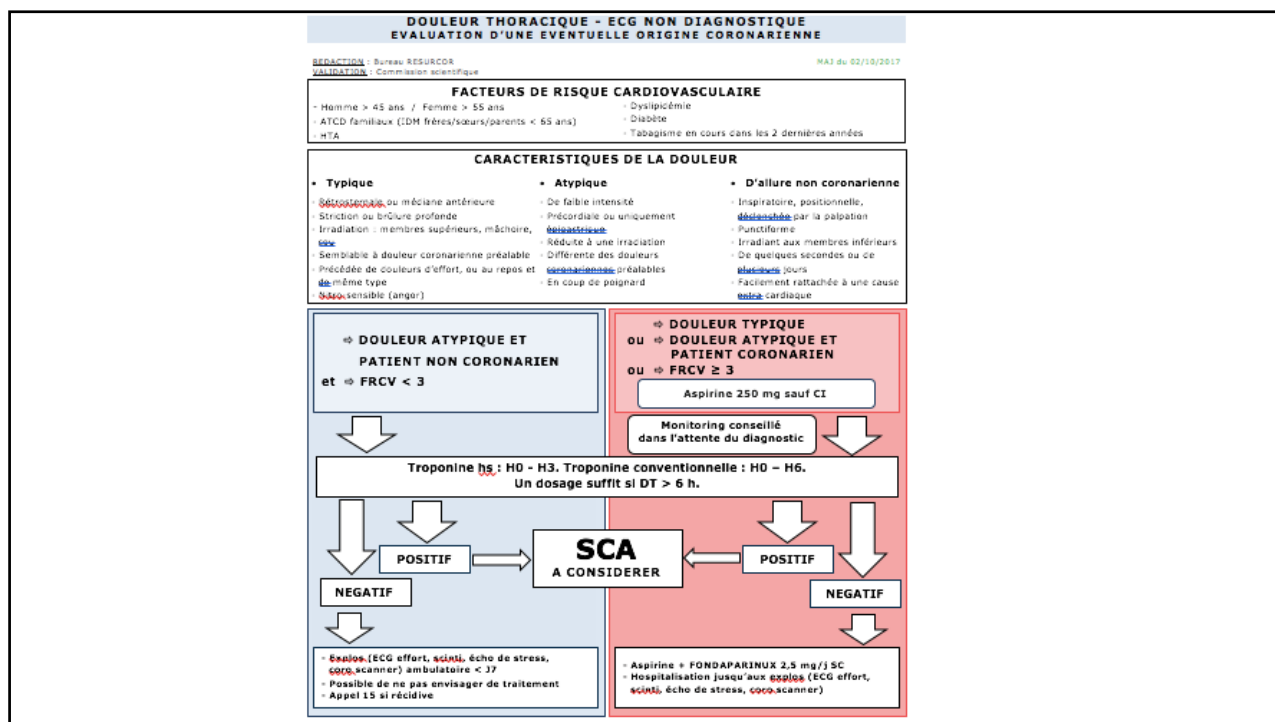 DOULEUR THORACIQUE - ECG NON DIAGNOSTIQUE
EVALUATION D'UNE EVENTUELLE ORIGINE CORONARIENNE
REDACTION : Bureau RESURCOR
VALIDATION : Commission scientifique
MAJ du 02/10/2017
FACTEURS DE RISQUE CARDIOVASCULAIRE
- Homme > 45 ans / Femme > 55 ans
- ATCD familiaux (IDM frères/sœurs/parents < 65 ans)
- HTA
- Dyslipidémie
- Diabète
- Tabagisme en cours dans les 2 dernières années
CARACTERISTIQUES DE LA DOULEUR
• Typique
- Rétrosternale ou médiane antérieure
- Striction ou brûlure profonde
- Irradiation : membres supérieurs, mâchoire,
cou
- Semblable à douleur coronarienne préalable
- Précédée de douleurs d'effort, ou au repos et
de même type
- Nitro sensible (angor)
• Atypique
- De faible intensité
- Précordiale ou uniquement
épigastrique
- Réduite à une irradiation
- Différente des douleurs
coronariennes préalables
- En coup de poignard
• D'allure non coronarienne
- Inspiratoire, positionnelle,
déclenchée par la palpation
- Punctiforme
- Irradiant aux membres inférieurs
- De quelques secondes ou de
plusieurs jours
- Facilement rattachée à une cause
extra cardiaque
⇨ DOULEUR ATYPIQUE ET
PATIENT NON CORONARIEN
et ⇨ FRCV < 3
⇨ DOULEUR TYPIQUE
ou ⇨ DOULEUR ATYPIQUE ET
PATIENT CORONARIEN
ou ⇨ FRCV ≥ 3
Aspirine 250 mg sauf CI
Monitoring conseillé
dans l'attente du diagnostic
Troponine hs : H0 - H3. Troponine conventionnelle : H0 – H6.
Un dosage suffit si DT > 6 h.
POSITIF
SCA
A CONSIDERER
POSITIF
NEGATIF
NEGATIF
- Explos (ECG effort, scinti, écho de stress,
coro scanner) ambulatoire < J7
- Possible de ne pas envisager de traitement
- Appel 15 si récidive
- Aspirine + FONDAPARINUX 2,5 mg/j SC
- Hospitalisation jusqu'aux explos (ECG effort,
scinti, écho de stress, coro scanner)